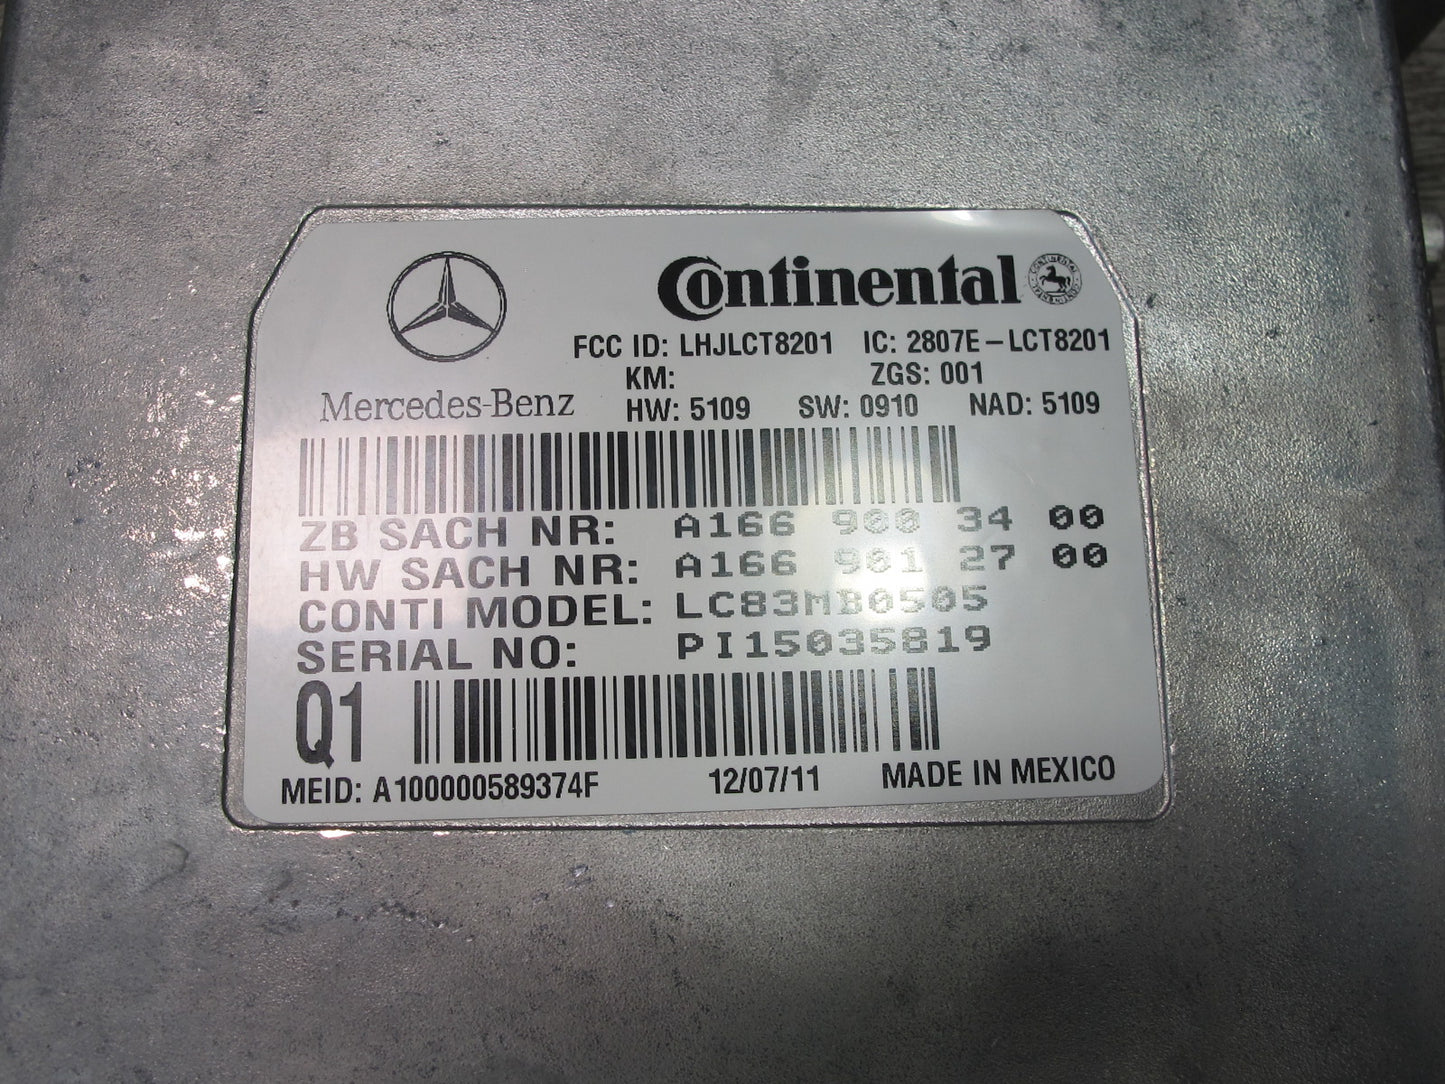 Continental
FCC ID: LHJLCT8201 IC: 2807E-LCT8201
KM: ZGS: 001
Mercedes-Benz HW: 5109 SW: 0910 NAD: 5109
ZB SACH NR: A166 900 34 00
HW SACH NR: A166 901 27 00
CONTI MODEL: LC83MB0505
SERIAL NO: PI15035819
Q1
MEID: A100000589374F 12/07/11 MADE IN MEXICO